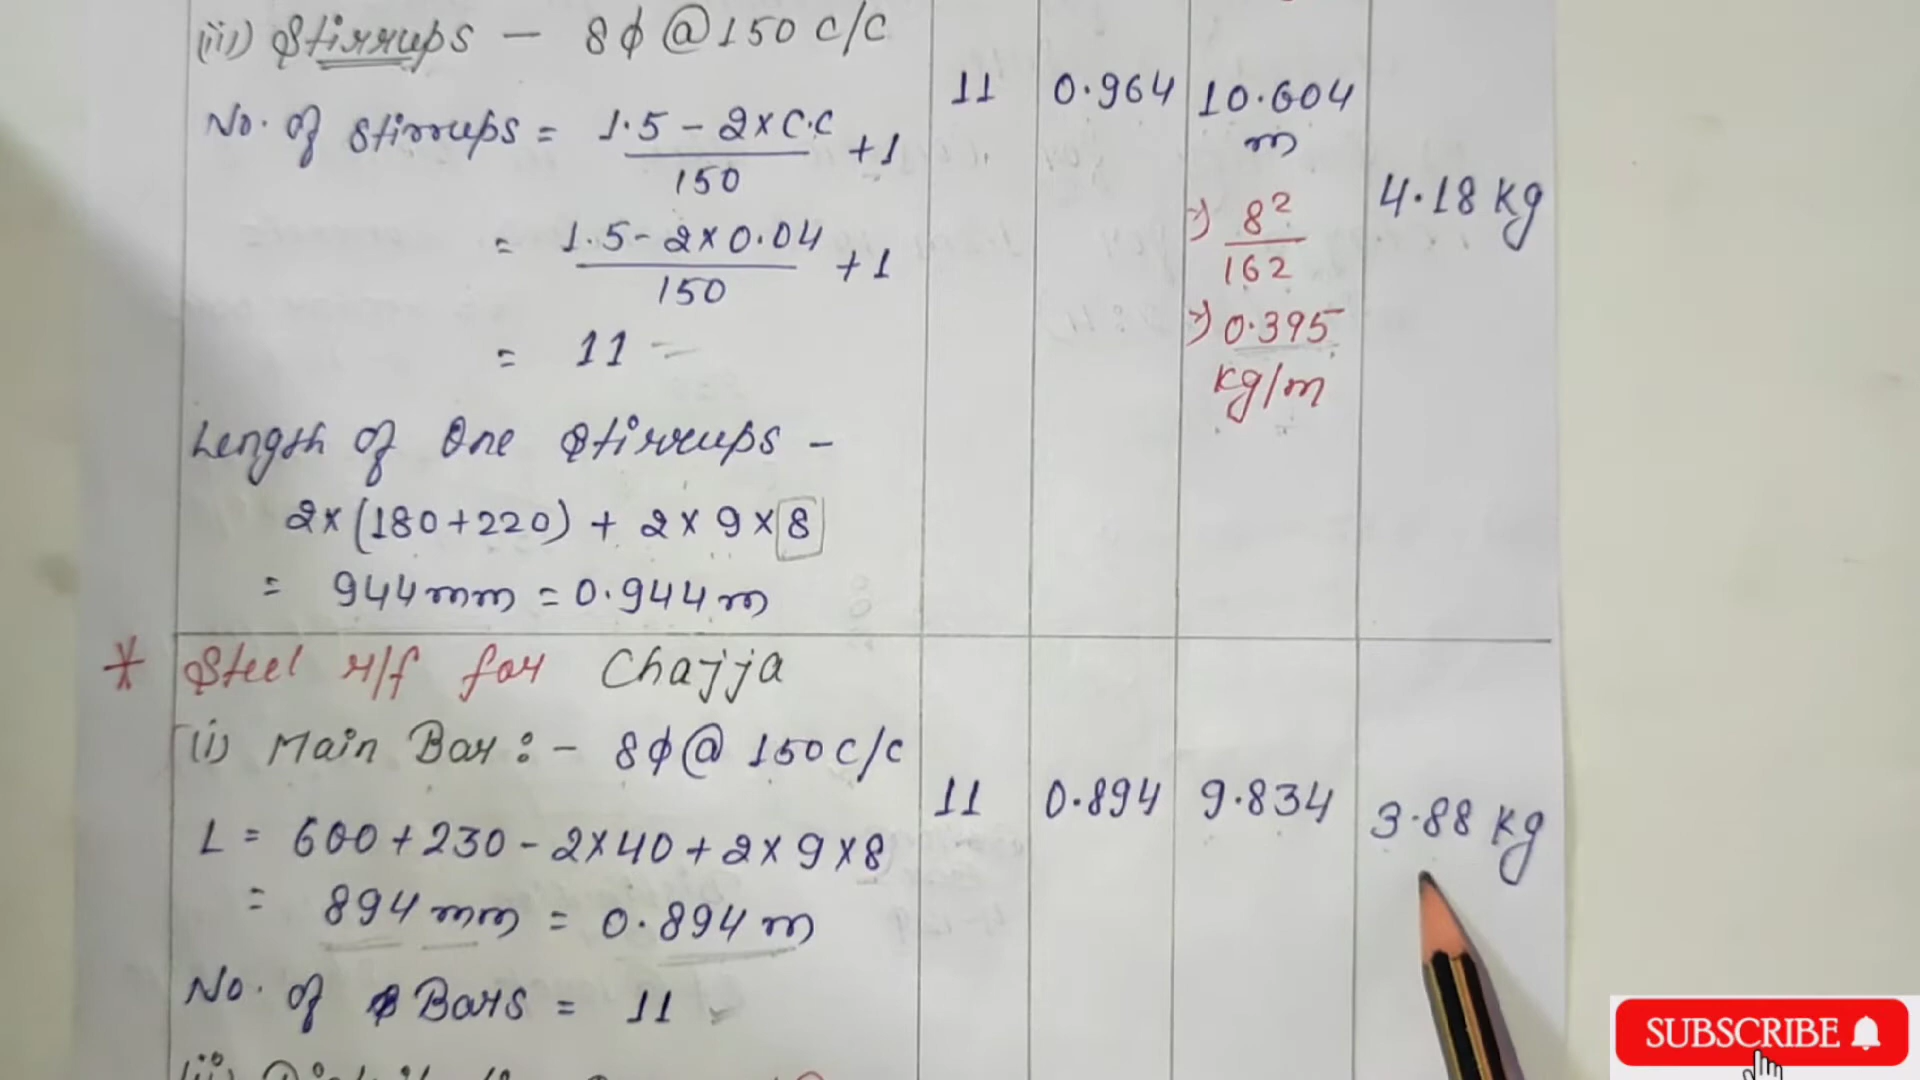 (iii) Stirrups - 8ϕ@150 C/C
No. of Stirrups = 1.5 - 2×C.C / 150 + 1
= 1.5 - 2×0.04 / 150 + 1
= 11
11 0.964 10.604 m
⇒ 8² / 162
⇒ 0.395 kg/m
4.18 kg
Length of One Stirrups -
2×(180+220) + 2×9×8
= 944mm = 0.944m
* Steel r/f for Chajja
(i) Main Bar:- 8ϕ@ 150 C/C
11 0.894 9.834 3.88 kg
L = 600+230-2×40+2×9×8
= 894 mm = 0.894 m
No. of Bars = 11
SUBSCRIBE